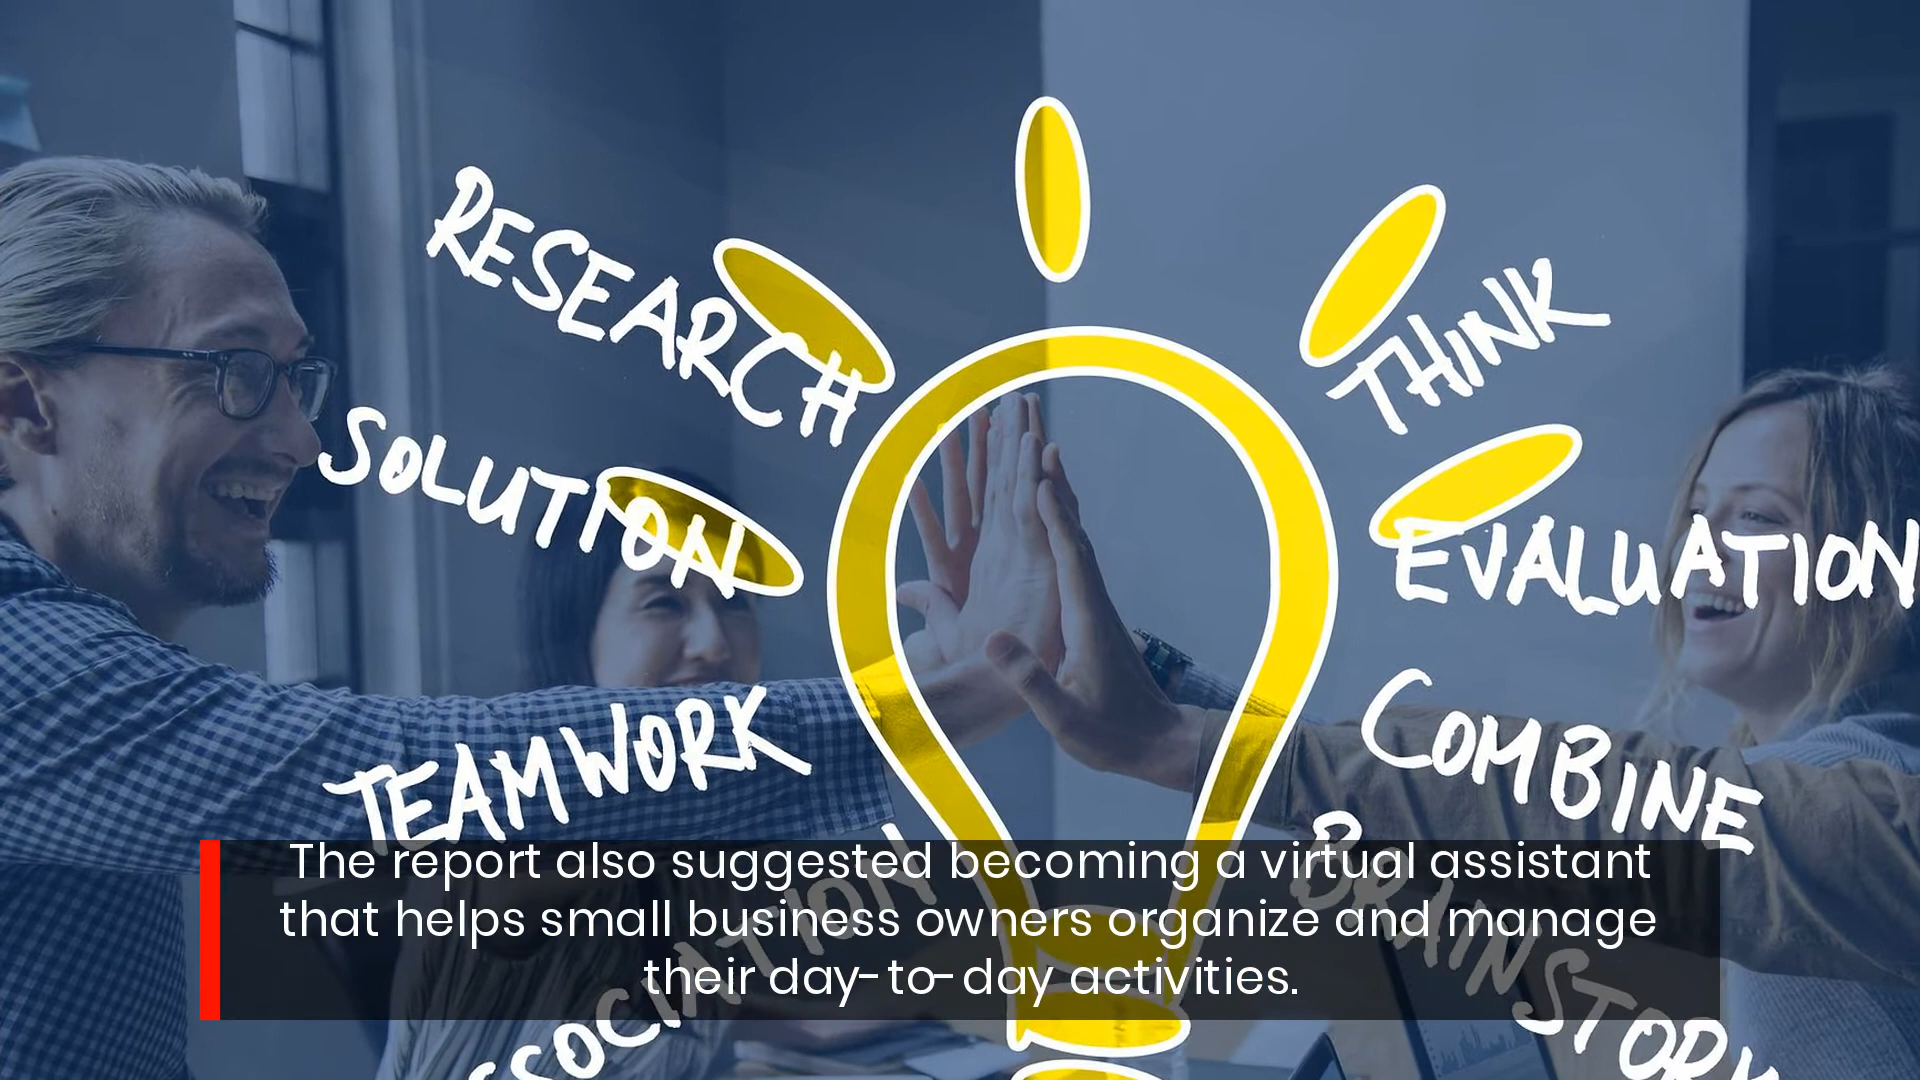 RESEARCH
THINK
SOLUTION
EVALUATION
TEAMWORK
COMBINE
The report also suggested becoming a virtual assistant
that helps small business owners organize and manage
their day-to-day activities.